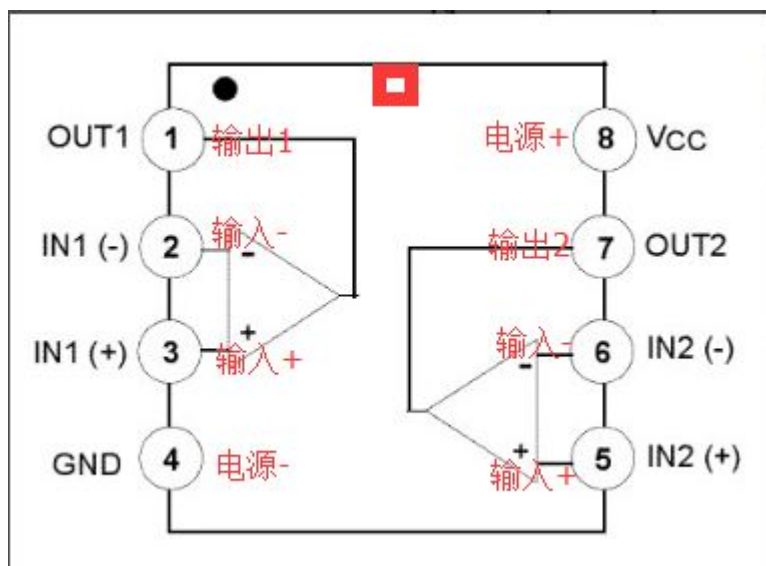 OUT1 1 输出1 电源+ 8 VCC
IN1 (-) 2 输入- 输出2 7 OUT2
-
IN1 (+) 3 + 输入+ 输入- 6 IN2 (-)
-
GND 4 电源- + 输入+ 5 IN2 (+)